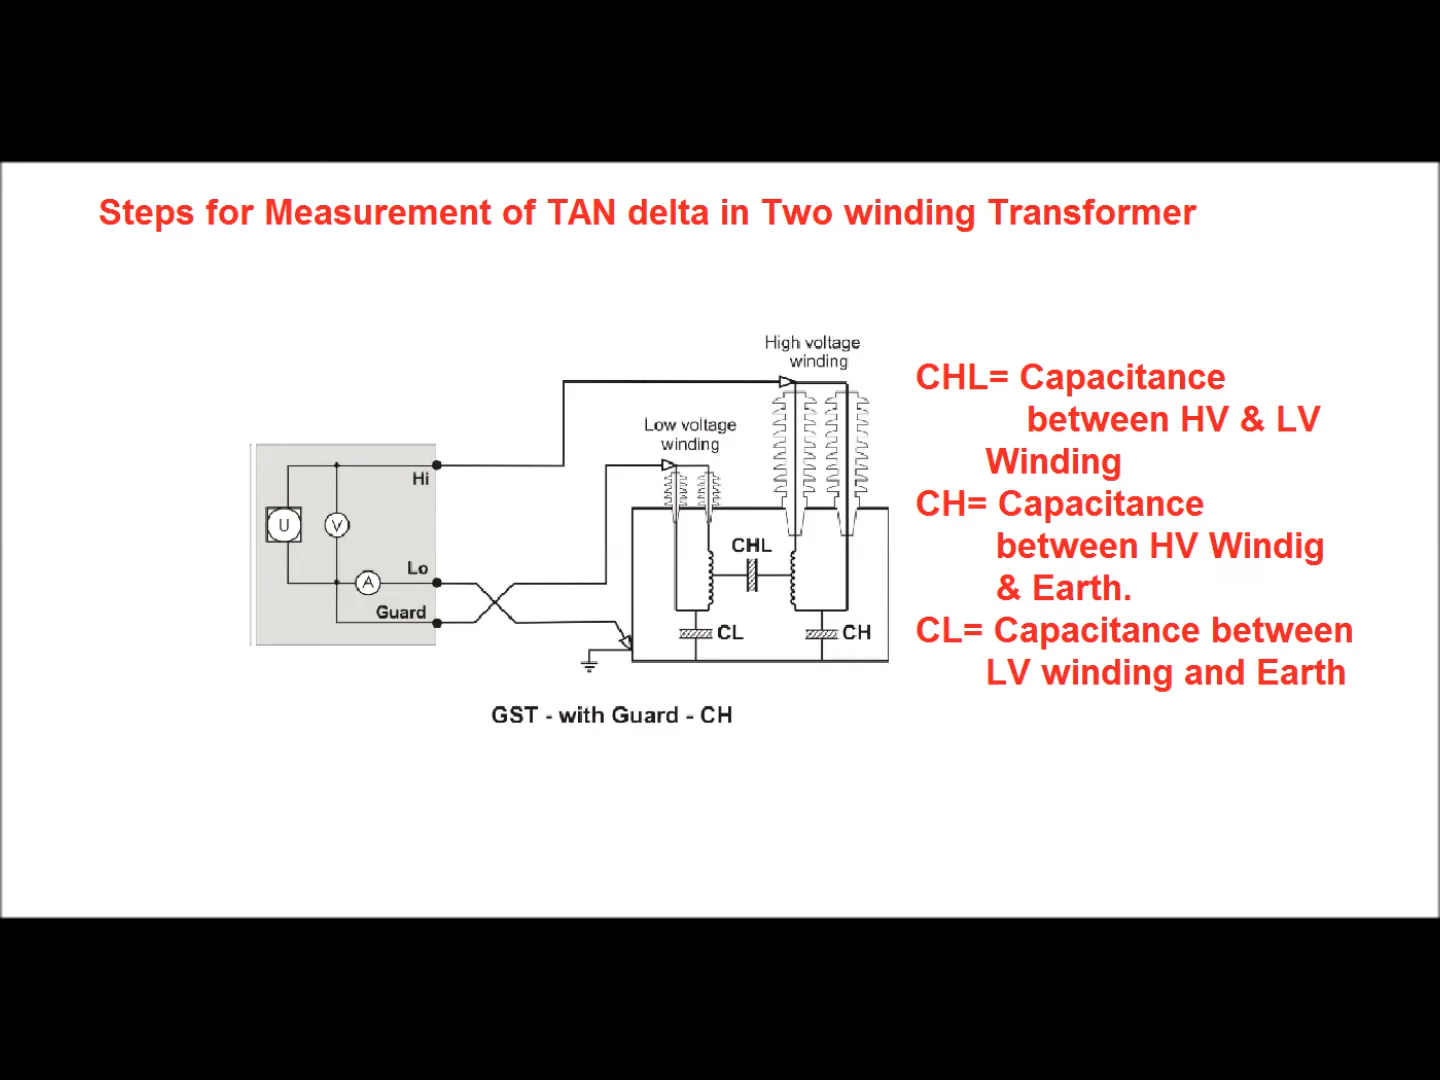 Steps for Measurement of TAN delta in Two winding Transformer
High voltage
winding
Low voltage
winding
Hi
U
V
Lo
A
Guard
CHL
CL
CH
GST - with Guard - CH
CHL= Capacitance
between HV & LV
Winding
CH= Capacitance
between HV Windig
& Earth.
CL= Capacitance between
LV winding and Earth